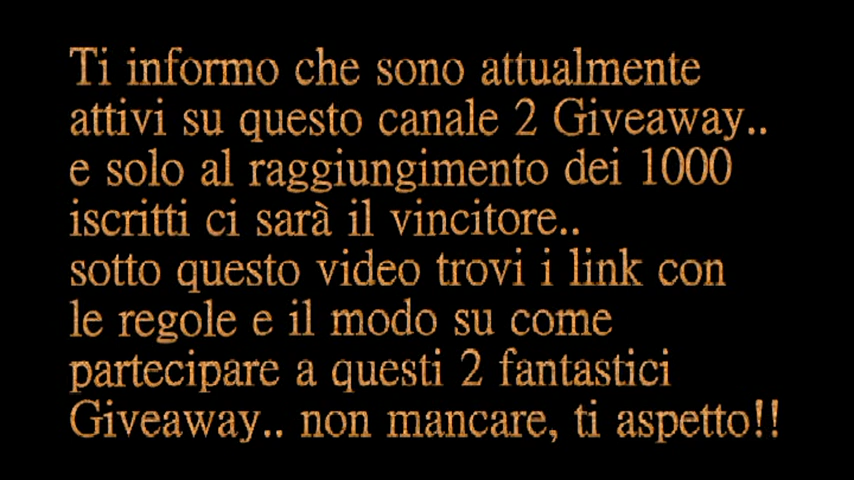 Ti informo che sono attualmente
attivi su questo canale 2 Giveaway..
e solo al raggiungimento dei 1000
iscritti ci sarà il vincitore..
sotto questo video trovi i link con
le regole e il modo su come
partecipare a questi 2 fantastici
Giveaway.. non mancare, ti aspetto!!